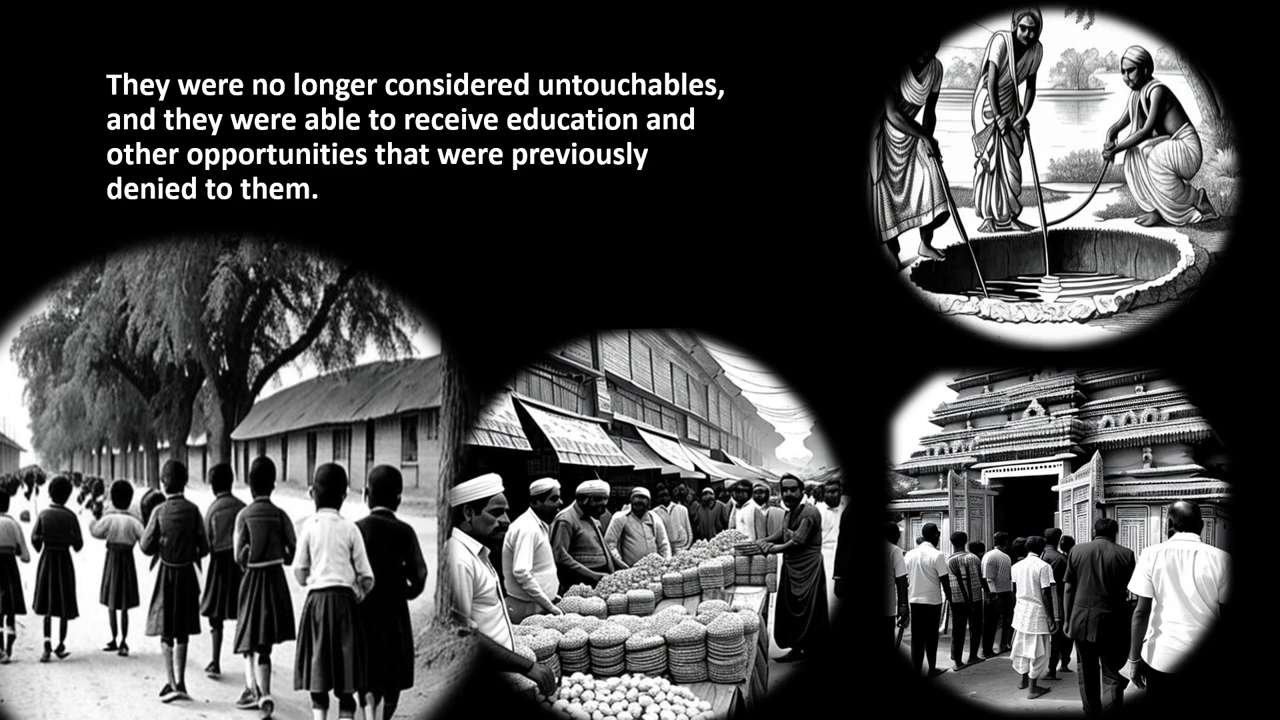 They were no longer considered untouchables,
and they were able to receive education and
other opportunities that were previously
denied to them.